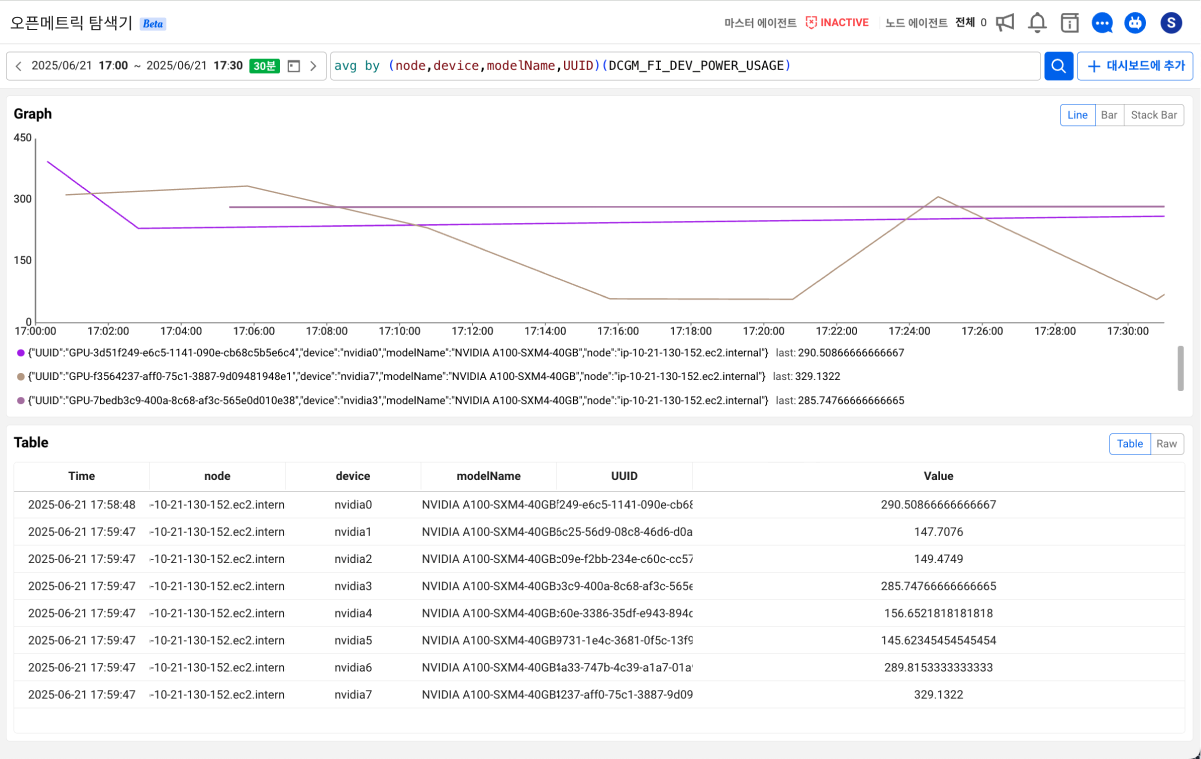 오픈메트릭 탐색기 Beta 마스터 에이전트 INACTIVE 노드 에이전트 전체 0 S
2025/06/21 17:00 ~ 2025/06/21 17:30 30분 avg by (node,device,modelName,UUID)(DCGM_FI_DEV_POWER_USAGE) + 대시보드에 추가
Graph Line Bar Stack Bar
450
300
150
0
17:00:00 17:02:00 17:04:00 17:06:00 17:08:00 17:10:00 17:12:00 17:14:00 17:16:00 17:18:00 17:20:00 17:22:00 17:24:00 17:26:00 17:28:00 17:30:00
{"UUID":"GPU-3d51f249-e6c5-1141-090e-cb68c5b5e6c4","device":"nvidia0","modelName":"NVIDIA A100-SXM4-40GB","node":"ip-10-21-130-152.ec2.internal"} last: 290.50866666666667
{"UUID":"GPU-f3564237-aff0-75c1-3887-9d09481948e1","device":"nvidia7","modelName":"NVIDIA A100-SXM4-40GB","node":"ip-10-21-130-152.ec2.internal"} last: 329.1322
{"UUID":"GPU-7bedb3c9-400a-8c68-af3c-565e0d010e38","device":"nvidia3","modelName":"NVIDIA A100-SXM4-40GB","node":"ip-10-21-130-152.ec2.internal"} last: 285.74766666666665
Table Table Raw
Time node device modelName UUID Value
2025-06-21 17:58:48 -10-21-130-152.ec2.intern nvidia0 NVIDIA A100-SXM4-40GB 249-e6c5-1141-090e-cb68 290.50866666666667
2025-06-21 17:59:47 -10-21-130-152.ec2.intern nvidia1 NVIDIA A100-SXM4-40GB 6c25-56d9-08c8-46d6-d0a 147.7076
2025-06-21 17:59:47 -10-21-130-152.ec2.intern nvidia2 NVIDIA A100-SXM4-40GB 09e-f2bb-234e-c60c-cc57 149.4749
2025-06-21 17:59:47 -10-21-130-152.ec2.intern nvidia3 NVIDIA A100-SXM4-40GB b3c9-400a-8c68-af3c-565e 285.74766666666665
2025-06-21 17:59:47 -10-21-130-152.ec2.intern nvidia4 NVIDIA A100-SXM4-40GB 60e-3386-35df-e943-894c 156.6521818181818
2025-06-21 17:59:47 -10-21-130-152.ec2.intern nvidia5 NVIDIA A100-SXM4-40GB 9731-1e4c-3681-0f5c-13f9 145.62345454545454
2025-06-21 17:59:47 -10-21-130-152.ec2.intern nvidia6 NVIDIA A100-SXM4-40GB 4a33-747b-4c39-a1a7-01a 289.8153333333333
2025-06-21 17:59:47 -10-21-130-152.ec2.intern nvidia7 NVIDIA A100-SXM4-40GB 4237-aff0-75c1-3887-9d09 329.1322